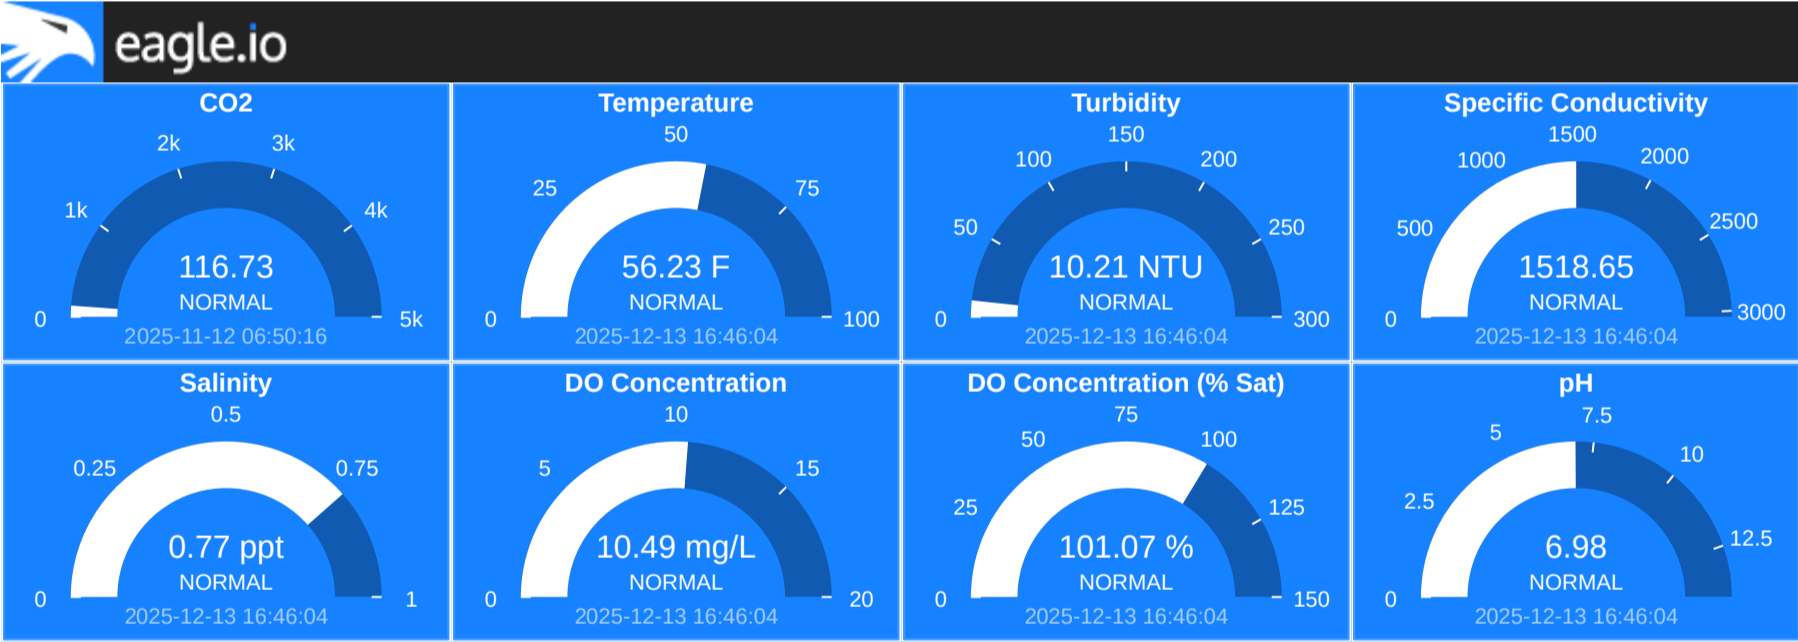 eagle.io
CO2
2k 3k
1k 4k
116.73
NORMAL
0 5k
2025-11-12 06:50:16
Temperature
50
25 75
56.23 F
NORMAL
0 100
2025-12-13 16:46:04
Turbidity
150
100 200
50 250
10.21 NTU
NORMAL
0 300
2025-12-13 16:46:04
Specific Conductivity
1500
1000 2000
500 2500
1518.65
NORMAL
0 3000
2025-12-13 16:46:04
Salinity
0.5
0.25 0.75
0.77 ppt
NORMAL
0 1
2025-12-13 16:46:04
DO Concentration
10
5 15
10.49 mg/L
NORMAL
0 20
2025-12-13 16:46:04
DO Concentration (% Sat)
75
50 100
25 125
101.07 %
NORMAL
0 150
2025-12-13 16:46:04
pH
7.5
5 10
2.5 12.5
6.98
NORMAL
0
2025-12-13 16:46:04